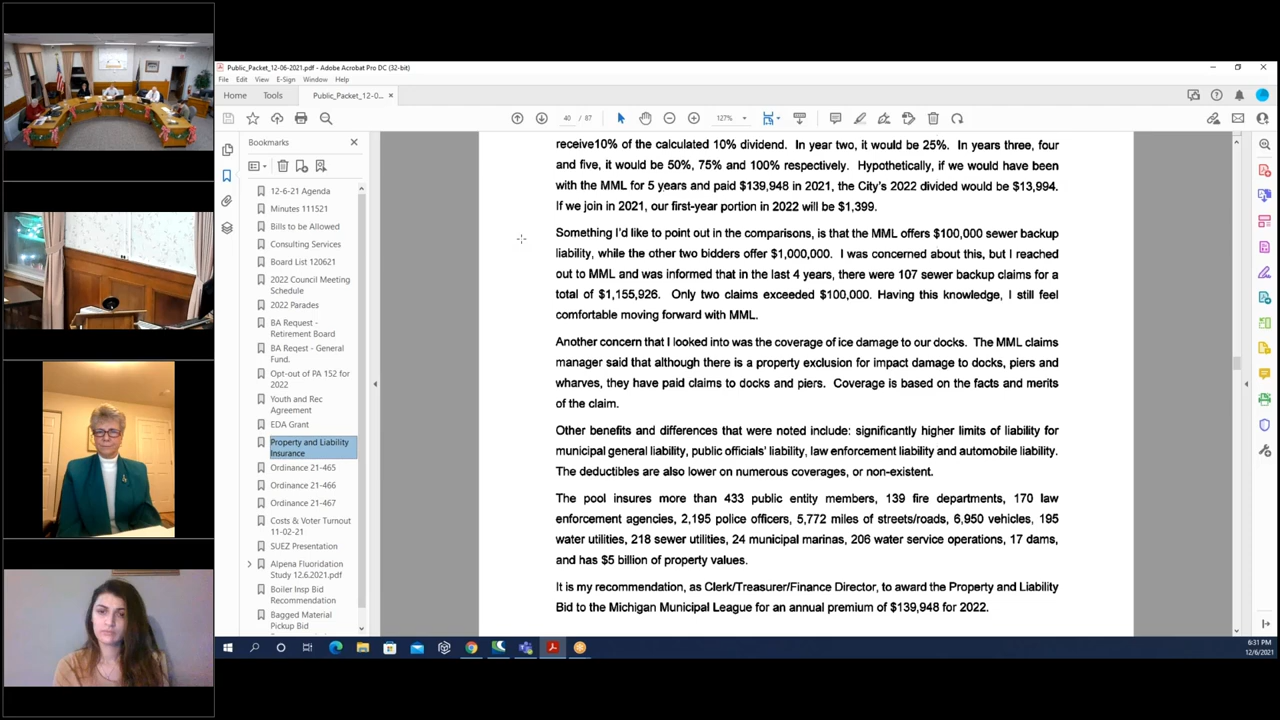 Public_Packet_12-06-2021.pdf - Adobe Acrobat Pro DC (32-bit)
File Edit View E-Sign Window Help
Home Tools Public_Packet_12-0... ×
40 / 87 127%
Bookmarks
12-6-21 Agenda
Minutes 111521
Bills to be Allowed
Consulting Services
Board List 120621
2022 Council Meeting
Schedule
2022 Parades
BA Request -
Retirement Board
BA Reqest - General
Fund.
Opt-out of PA 152 for
2022
Youth and Rec
Agreement
EDA Grant
Property and Liability
Insurance
Ordinance 21-465
Ordinance 21-466
Ordinance 21-467
Costs & Voter Turnout
11-02-21
SUEZ Presentation
Alpena Fluoridation
Study 12.6.2021.pdf
Boiler Insp Bid
Recommendation
Bagged Material
Pickup Bid
receive10% of the calculated 10% dividend. In year two, it would be 25%. In years three, four
and five, it would be 50%, 75% and 100% respectively. Hypothetically, if we would have been
with the MML for 5 years and paid $139,948 in 2021, the City's 2022 divided would be $13,994.
If we join in 2021, our first-year portion in 2022 will be $1,399.
Something I'd like to point out in the comparisons, is that the MML offers $100,000 sewer backup
liability, while the other two bidders offer $1,000,000. I was concerned about this, but I reached
out to MML and was informed that in the last 4 years, there were 107 sewer backup claims for a
total of $1,155,926. Only two claims exceeded $100,000. Having this knowledge, I still feel
comfortable moving forward with MML.
Another concern that I looked into was the coverage of ice damage to our docks. The MML claims
manager said that although there is a property exclusion for impact damage to docks, piers and
wharves, they have paid claims to docks and piers. Coverage is based on the facts and merits
of the claim.
Other benefits and differences that were noted include: significantly higher limits of liability for
municipal general liability, public officials' liability, law enforcement liability and automobile liability.
The deductibles are also lower on numerous coverages, or non-existent.
The pool insures more than 433 public entity members, 139 fire departments, 170 law
enforcement agencies, 2,195 police officers, 5,772 miles of streets/roads, 6,950 vehicles, 195
water utilities, 218 sewer utilities, 24 municipal marinas, 206 water service operations, 17 dams,
and has $5 billion of property values.
It is my recommendation, as Clerk/Treasurer/Finance Director, to award the Property and Liability
Bid to the Michigan Municipal League for an annual premium of $139,948 for 2022.
6:31 PM
12/6/2021